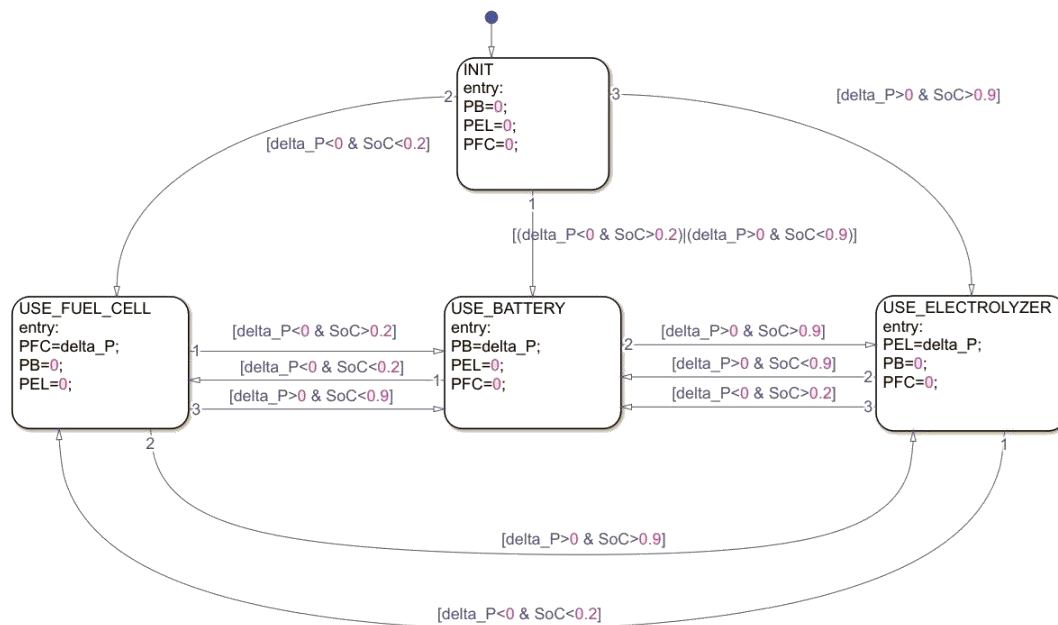 INIT
entry:
PB=0;
PEL=0;
PFC=0;
2
3
1
[delta_P<0 & SoC<0.2]
[delta_P>0 & SoC>0.9]
[(delta_P<0 & SoC>0.2)|(delta_P>0 & SoC<0.9)]
USE_FUEL_CELL
entry:
PFC=delta_P;
PB=0;
PEL=0;
1
[delta_P<0 & SoC>0.2]
[delta_P<0 & SoC<0.2]
1
[delta_P>0 & SoC<0.9]
3
2
USE_BATTERY
entry:
PB=delta_P;
PEL=0;
PFC=0;
2
[delta_P>0 & SoC>0.9]
[delta_P>0 & SoC<0.9]
2
[delta_P<0 & SoC>0.2]
3
USE_ELECTROLYZER
entry:
PEL=delta_P;
PB=0;
PFC=0;
1
[delta_P>0 & SoC>0.9]
[delta_P<0 & SoC<0.2]